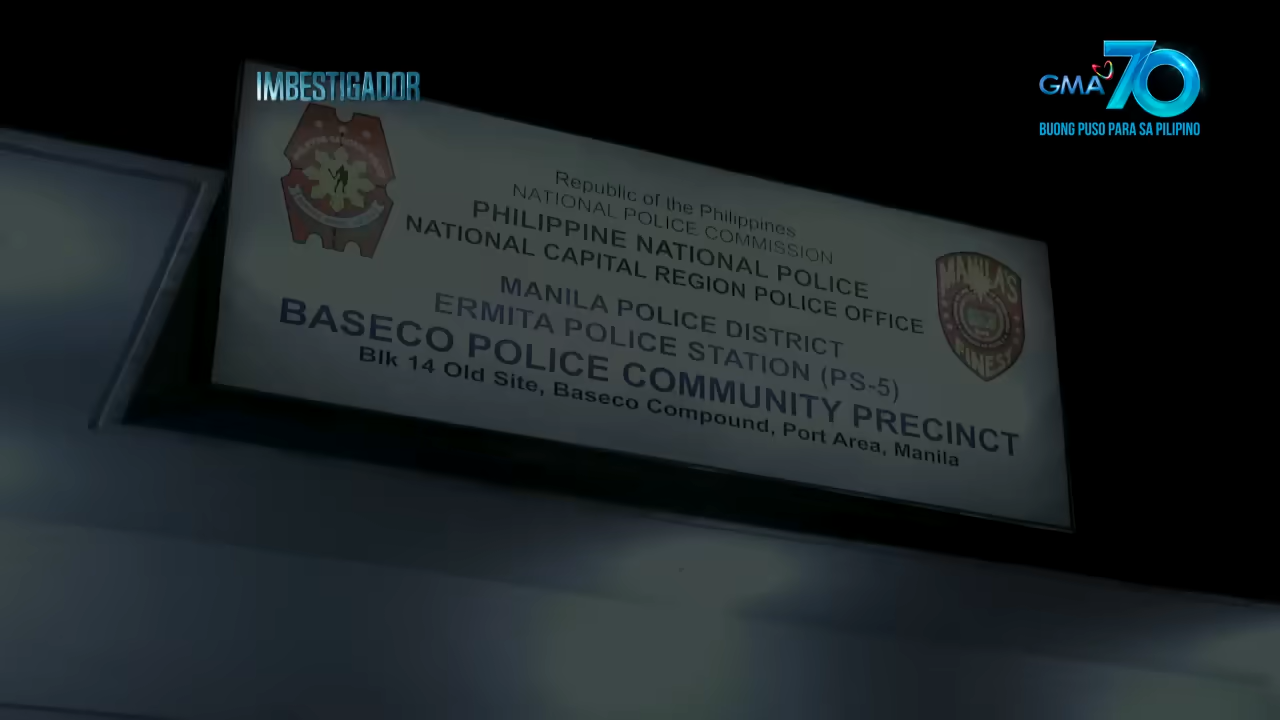 IMBESTIGADOR
GMA 70
BUONG PUSO PARA SA PILIPINO
Republic of the Philippines
NATIONAL POLICE COMMISSION
PHILIPPINE NATIONAL POLICE
NATIONAL CAPITAL REGION POLICE OFFICE
MANILA POLICE DISTRICT
ERMITA POLICE STATION (PS-5)
BASECO POLICE COMMUNITY PRECINCT
Blk 14 Old Site, Baseco Compound, Port Area, Manila
MANILA'S
FINEST